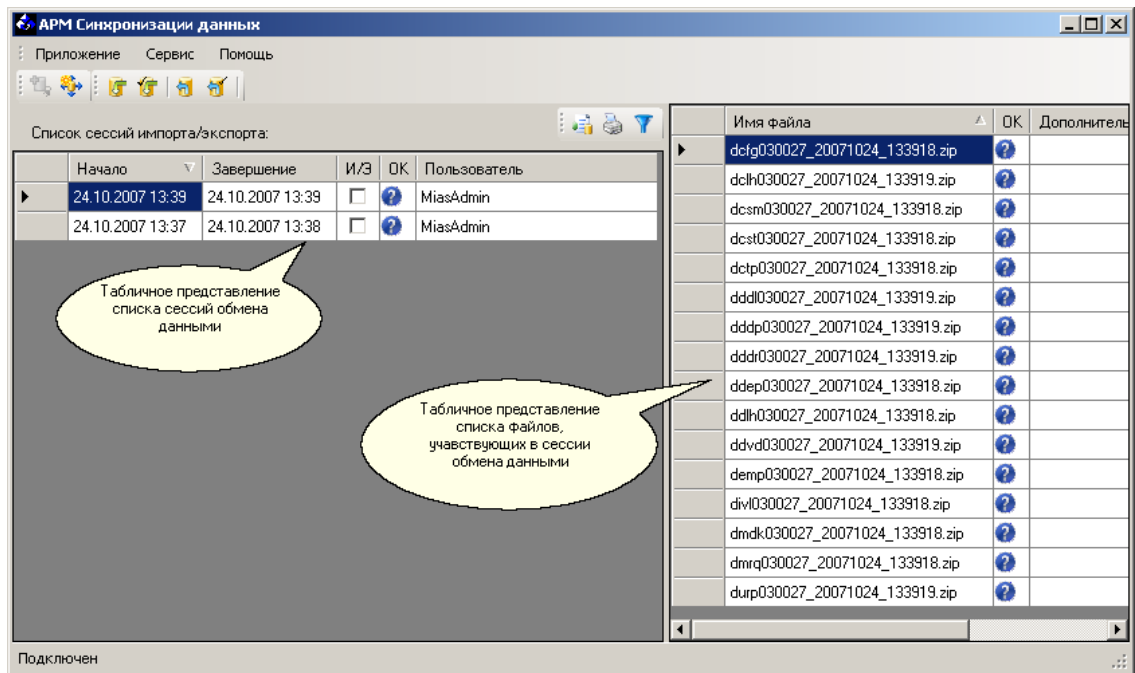 АРМ Синхронизации данных
Приложение Сервис Помощь
Список сессий импорта/экспорта:
Начало Завершение И/Э ОК Пользователь
24.10.2007 13:39 24.10.2007 13:39 MiasAdmin
24.10.2007 13:37 24.10.2007 13:38 MiasAdmin
Табличное представление
списка сессий обмена
данными
Имя файла ОК Дополнитель
dcfg030027_20071024_133918.zip
dclh030027_20071024_133919.zip
dcsm030027_20071024_133918.zip
dcst030027_20071024_133918.zip
dctp030027_20071024_133918.zip
dddl030027_20071024_133919.zip
dddp030027_20071024_133919.zip
dddr030027_20071024_133919.zip
ddep030027_20071024_133918.zip
ddlh030027_20071024_133918.zip
ddvd030027_20071024_133919.zip
demp030027_20071024_133918.zip
divl030027_20071024_133918.zip
dmdk030027_20071024_133918.zip
dmrq030027_20071024_133918.zip
durp030027_20071024_133919.zip
Табличное представление
списка файлов,
учавствующих в сессии
обмена данными
Подключен